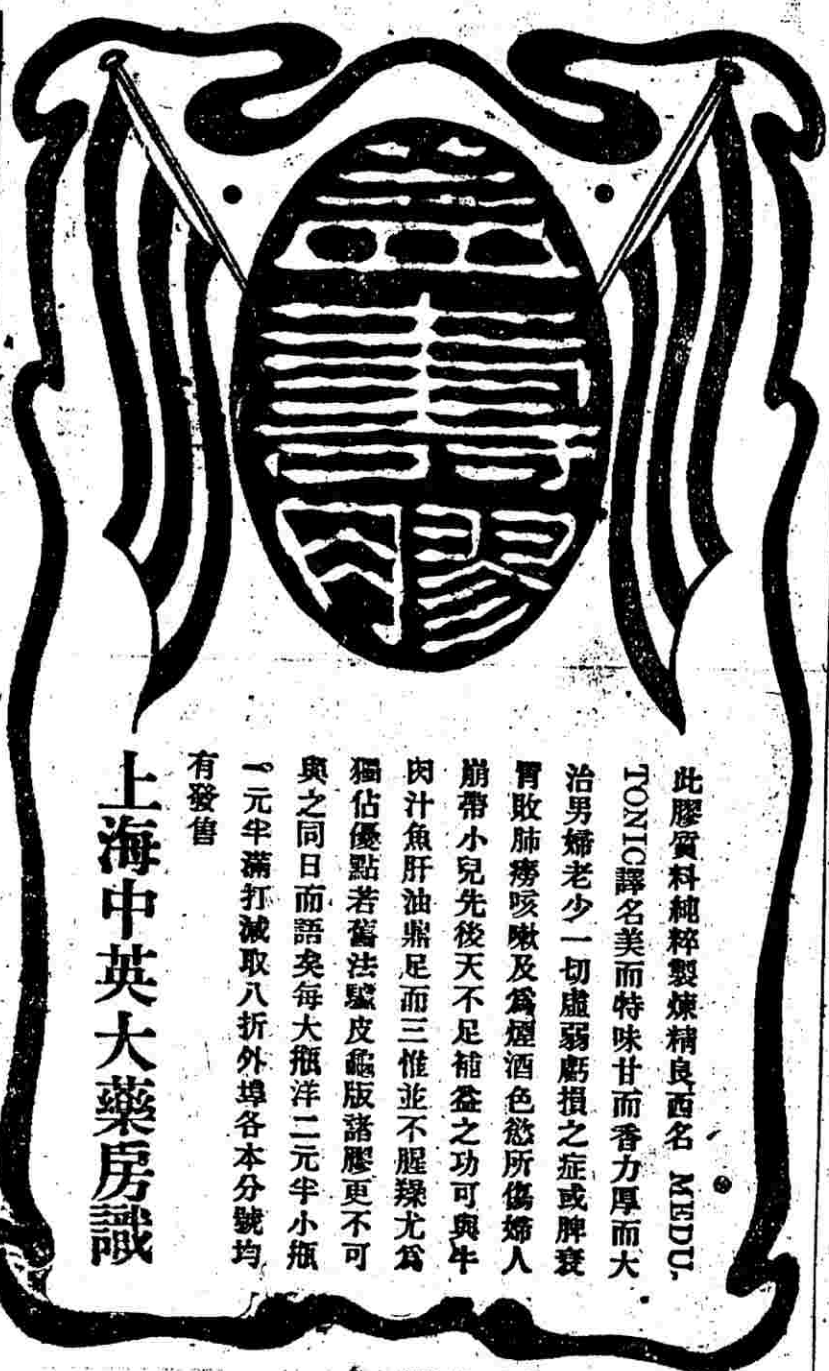 益壽膠
此膠質料純粹製煉精良西名 MEDU.
TONIC譯名美而特味甘而香力厚而大
治男婦老少一切虛弱虧損之症或脾衰
胃敗肺癆咳嗽及爲煙酒色慾所傷婦人
崩帶小兒先後天不足補益之功可與牛
肉汁魚肝油鼎足而三惟並不腥羶尤爲
獨佔優點若舊法驢皮龜版諸膠更不可
與之同日而語矣每大瓶洋二元半小瓶
一元半滿打減取八折外埠各本分號均
有發售
上海中英大藥房識